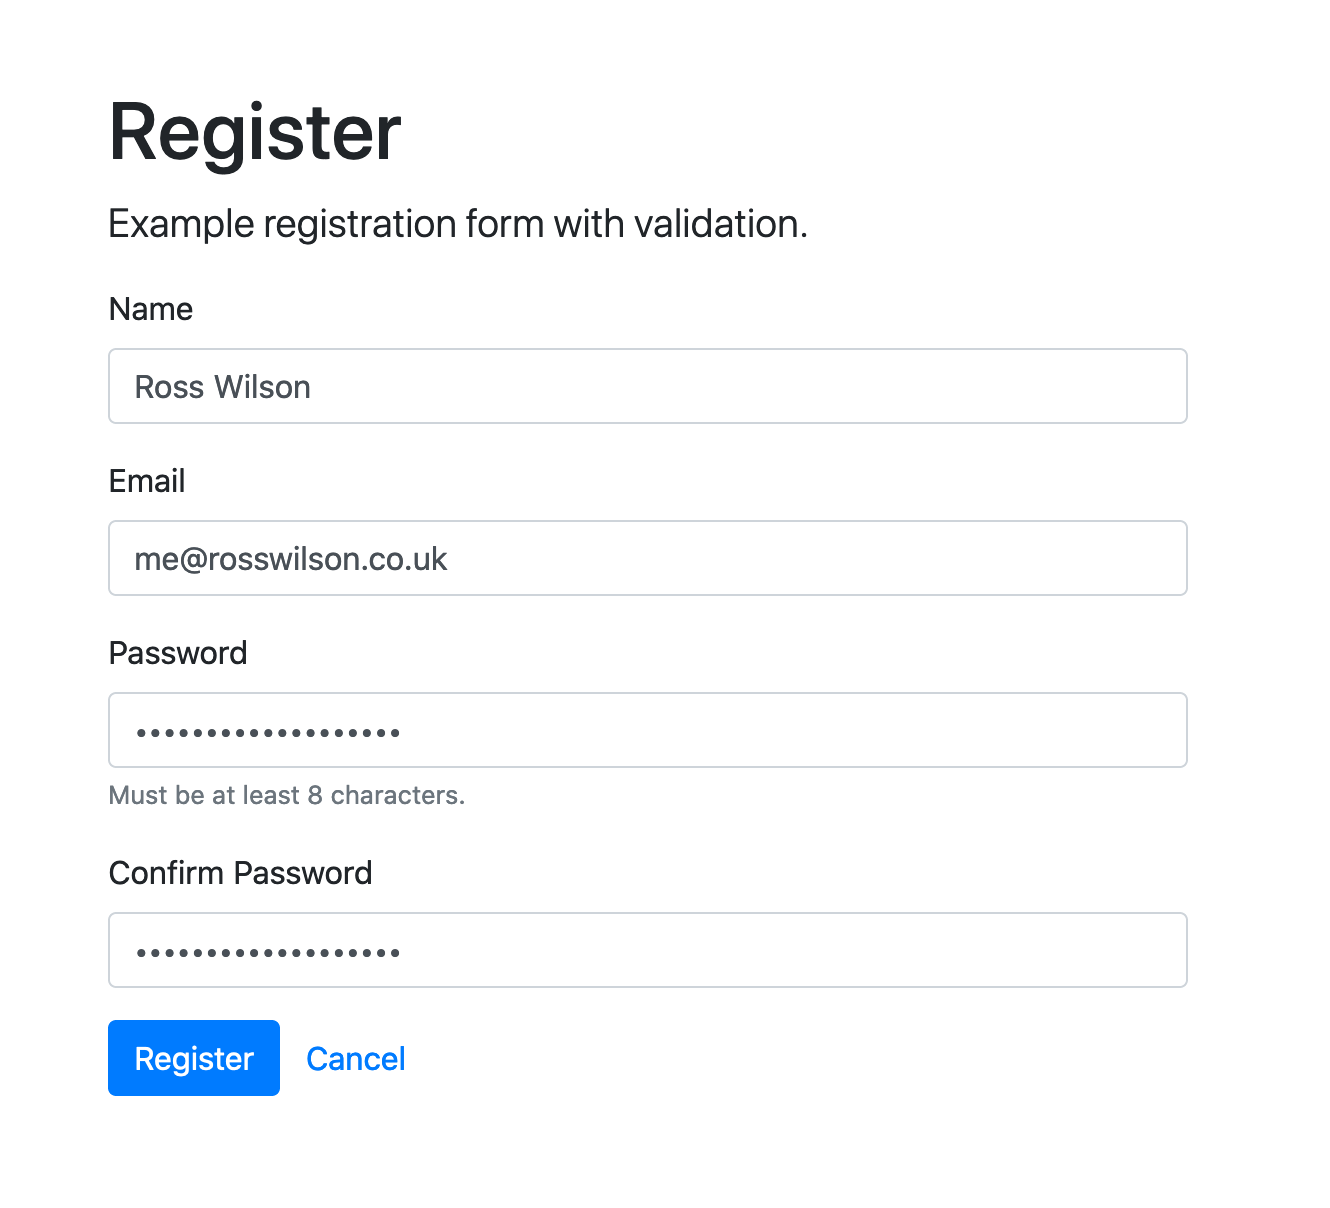 Register
Example registration form with validation.
Name
Ross Wilson
Email
me@rosswilson.co.uk
Password
•••••••••••••••••••
Must be at least 8 characters.
Confirm Password
•••••••••••••••••••
Register Cancel